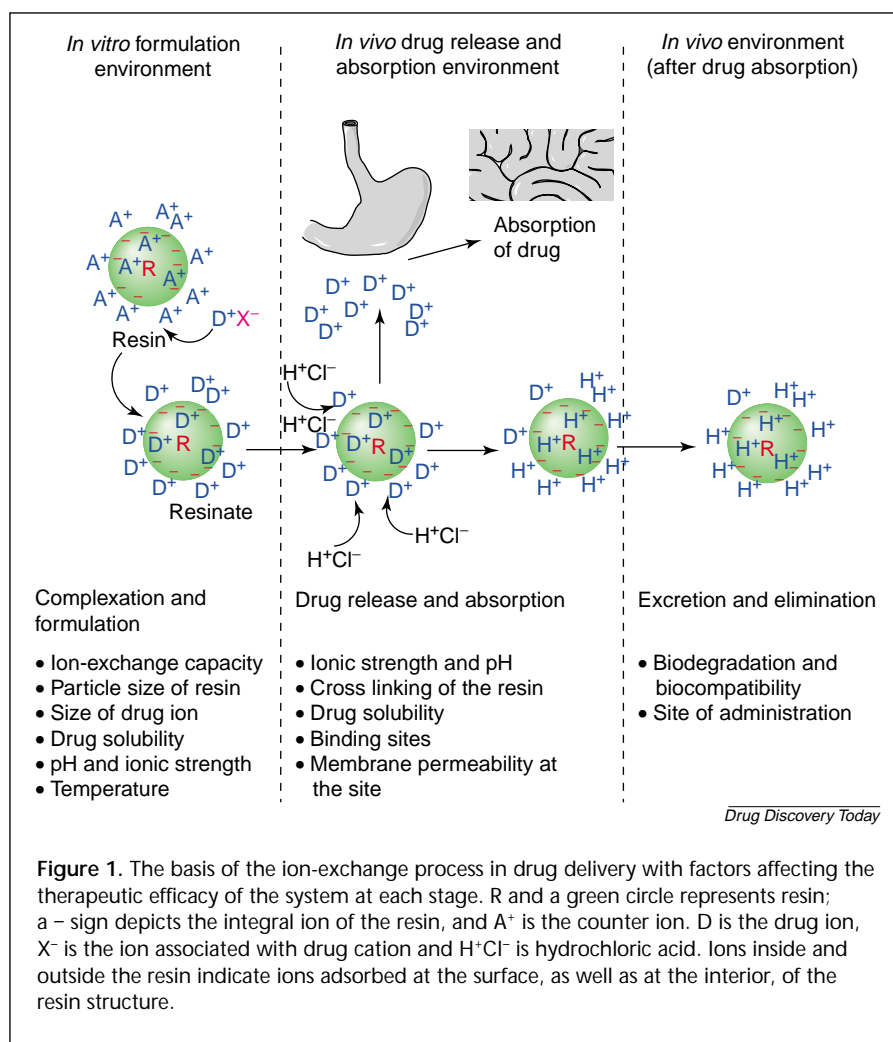 In vitro formulation
environment
In vivo drug release and
absorption environment
In vivo environment
(after drug absorption)
A+ A+ A+ A+
A+ A+ A+
A+ R A+
A+ A+
A+ A+ A+ A+
D+X−
Resin
D+ D+ D+
D+ D+ D+
D+ R D+
D+ D+ D+
Resinate
Absorption
of drug
D+ D+ D+ D+
D+ D+ D+
D+ D+
H+Cl−
H+Cl−
D+
D+ D+ D+
D+ R D+
D+ D+ D+
H+Cl−
H+Cl−
D+ H+ H+ H+
D+ H+ H+
H+ R H+
H+ H+ H+ H+
D+ H+ H+ H+
H+ H+ H+
H+ R H+
H+ H+ H+ H+
Complexation and
formulation
• Ion-exchange capacity
• Particle size of resin
• Size of drug ion
• Drug solubility
• pH and ionic strength
• Temperature
Drug release and absorption
• Ionic strength and pH
• Cross linking of the resin
• Drug solubility
• Binding sites
• Membrane permeability at
the site
Excretion and elimination
• Biodegradation and
biocompatibility
• Site of administration
Drug Discovery Today
Figure 1. The basis of the ion-exchange process in drug delivery with factors affecting the
therapeutic efficacy of the system at each stage. R and a green circle represents resin;
a – sign depicts the integral ion of the resin, and A+ is the counter ion. D is the drug ion,
X− is the ion associated with drug cation and H+Cl− is hydrochloric acid. Ions inside and
outside the resin indicate ions adsorbed at the surface, as well as at the interior, of the
resin structure.